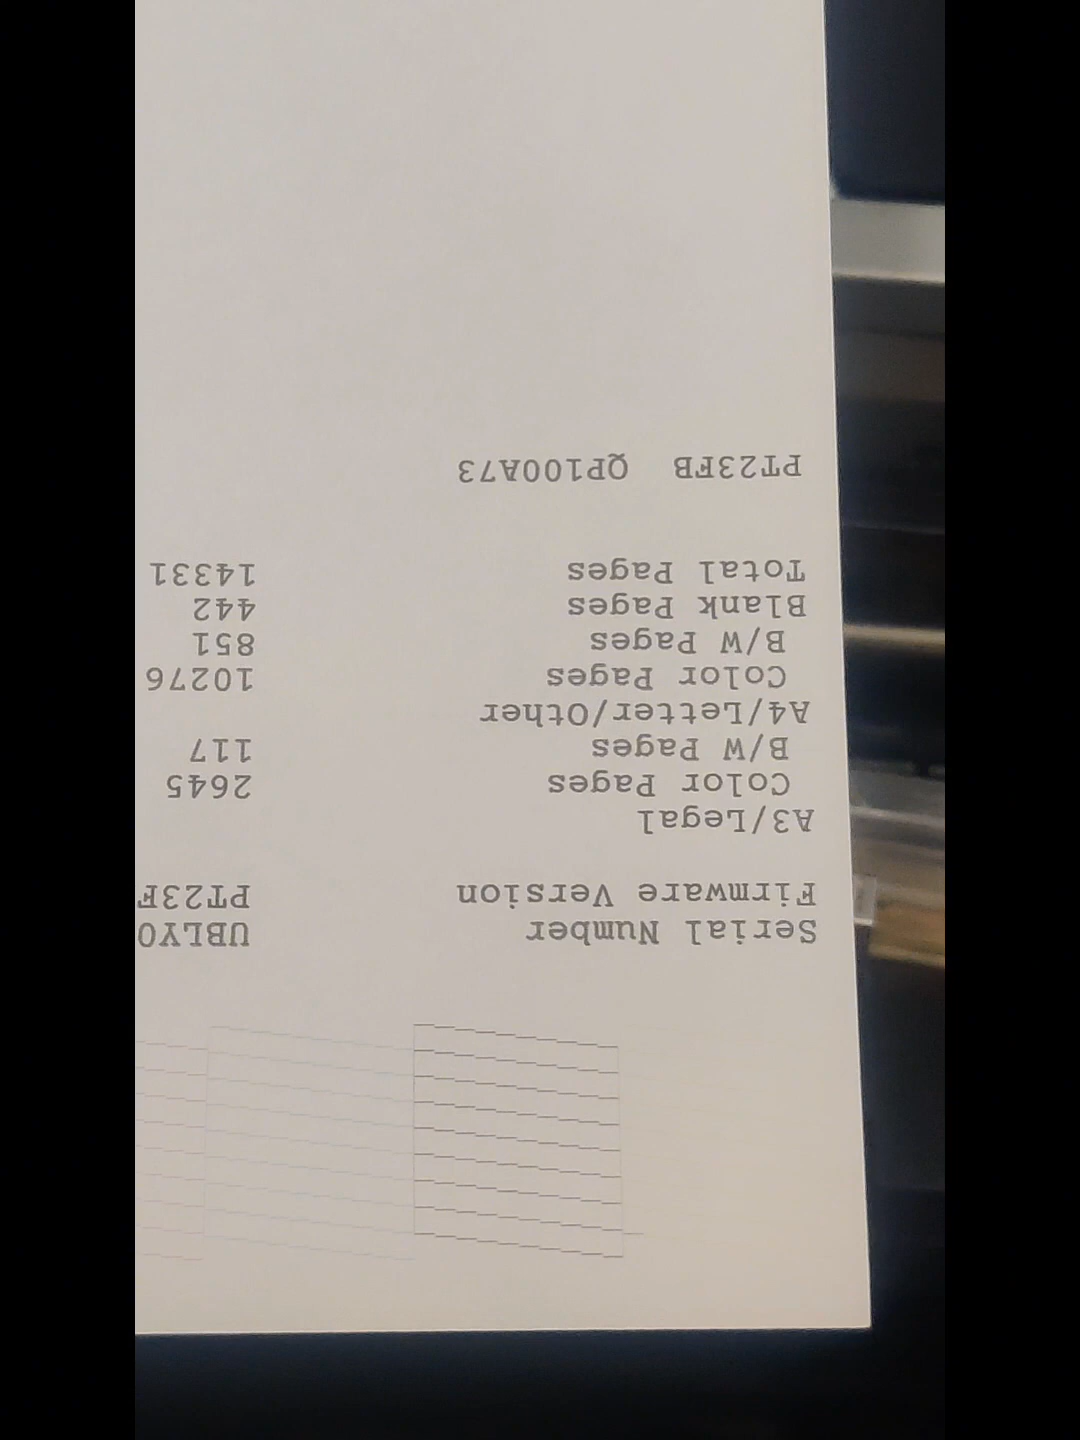 Serial Number UBLY0
Firmware Version PT23F
A3/Legal
Color Pages 2645
B/W Pages 117
A4/Letter/Other
Color Pages 10276
B/W Pages 851
Blank Pages 442
Total Pages 14331
PT23FB QP100A73